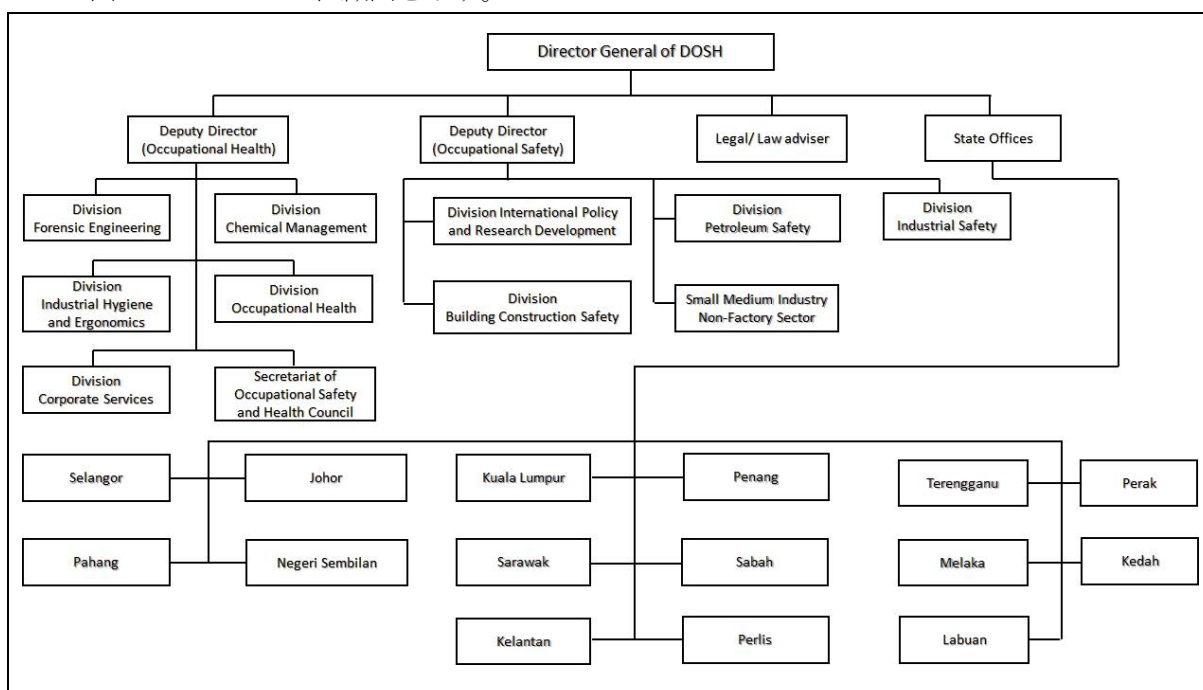 Director General of DOSH
Deputy Director
(Occupational Health)
Deputy Director
(Occupational Safety)
Legal/ Law adviser
State Offices
Division
Forensic Engineering
Division
Chemical Management
Division International Policy
and Research Development
Division
Petroleum Safety
Division
Industrial Safety
Division
Industrial Hygiene
and Ergonomics
Division
Occupational Health
Division
Building Construction Safety
Small Medium Industry
Non-Factory Sector
Division
Corporate Services
Secretariat of
Occupational Safety
and Health Council
Selangor
Johor
Kuala Lumpur
Penang
Terengganu
Perak
Pahang
Negeri Sembilan
Sarawak
Sabah
Melaka
Kedah
Kelantan
Perlis
Labuan